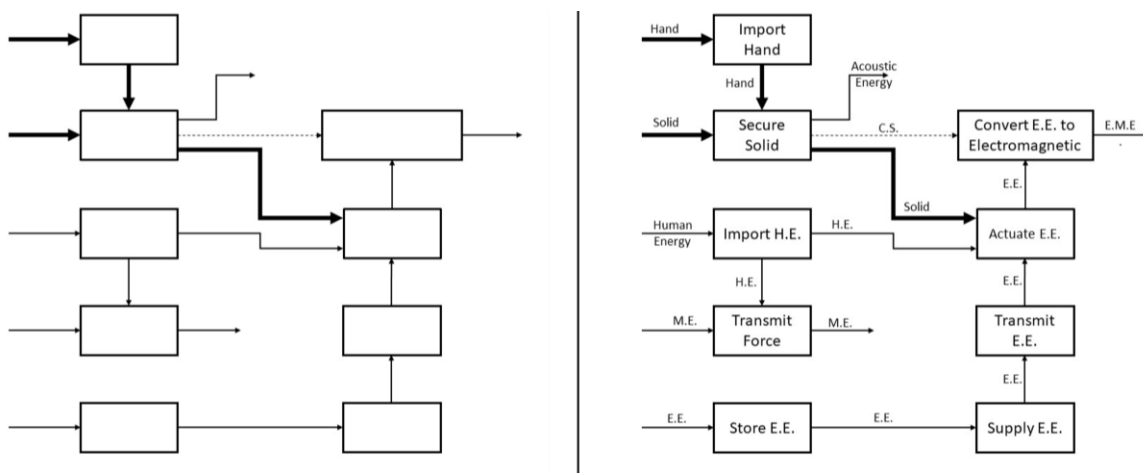 Hand
Import
Hand
Hand
Acoustic
Energy
Solid
Secure
Solid
C.S.
Convert E.E. to
Electromagnetic
E.M.E
.
E.E.
Solid
Human
Energy
Import H.E.
H.E.
Actuate E.E.
H.E.
E.E.
M.E.
Transmit
Force
M.E.
Transmit
E.E.
E.E.
E.E.
Store E.E.
E.E.
Supply E.E.